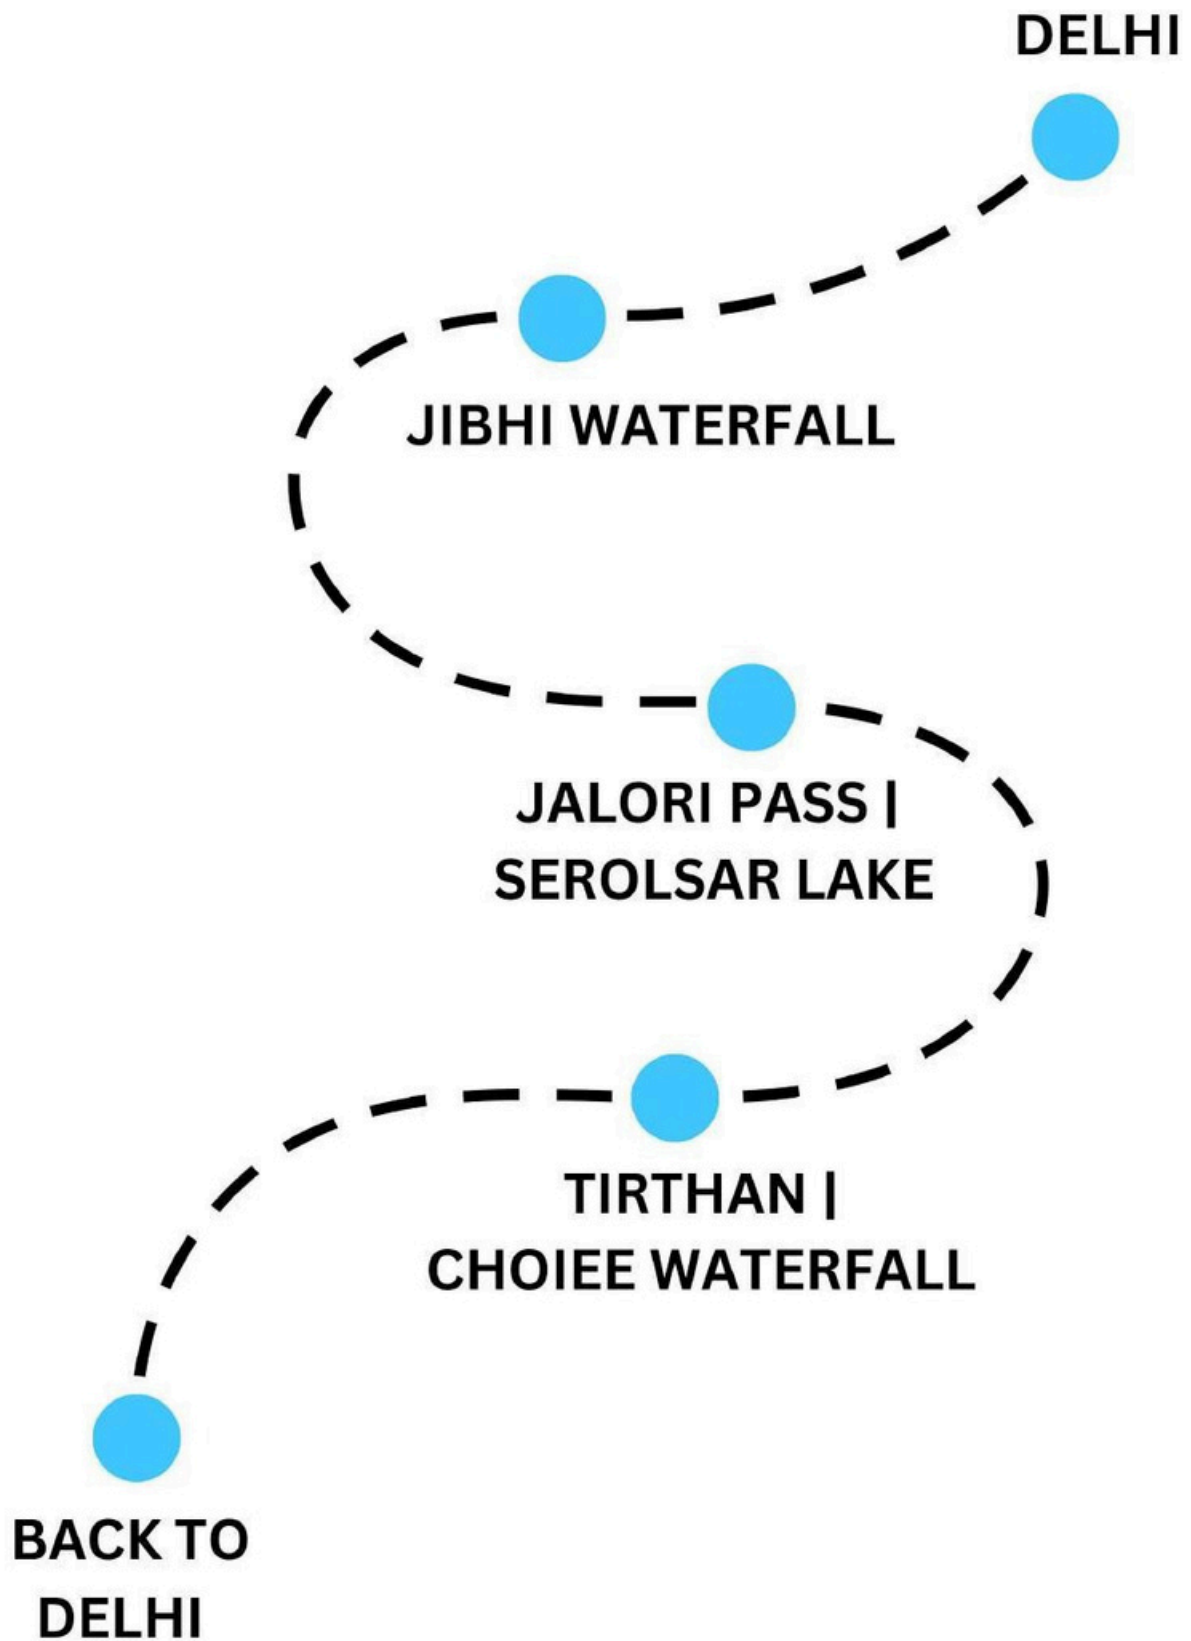 DELHI
JIBHI WATERFALL
JALORI PASS |
SEROLSAR LAKE
TIRTHAN |
CHOIEE WATERFALL
BACK TO
DELHI